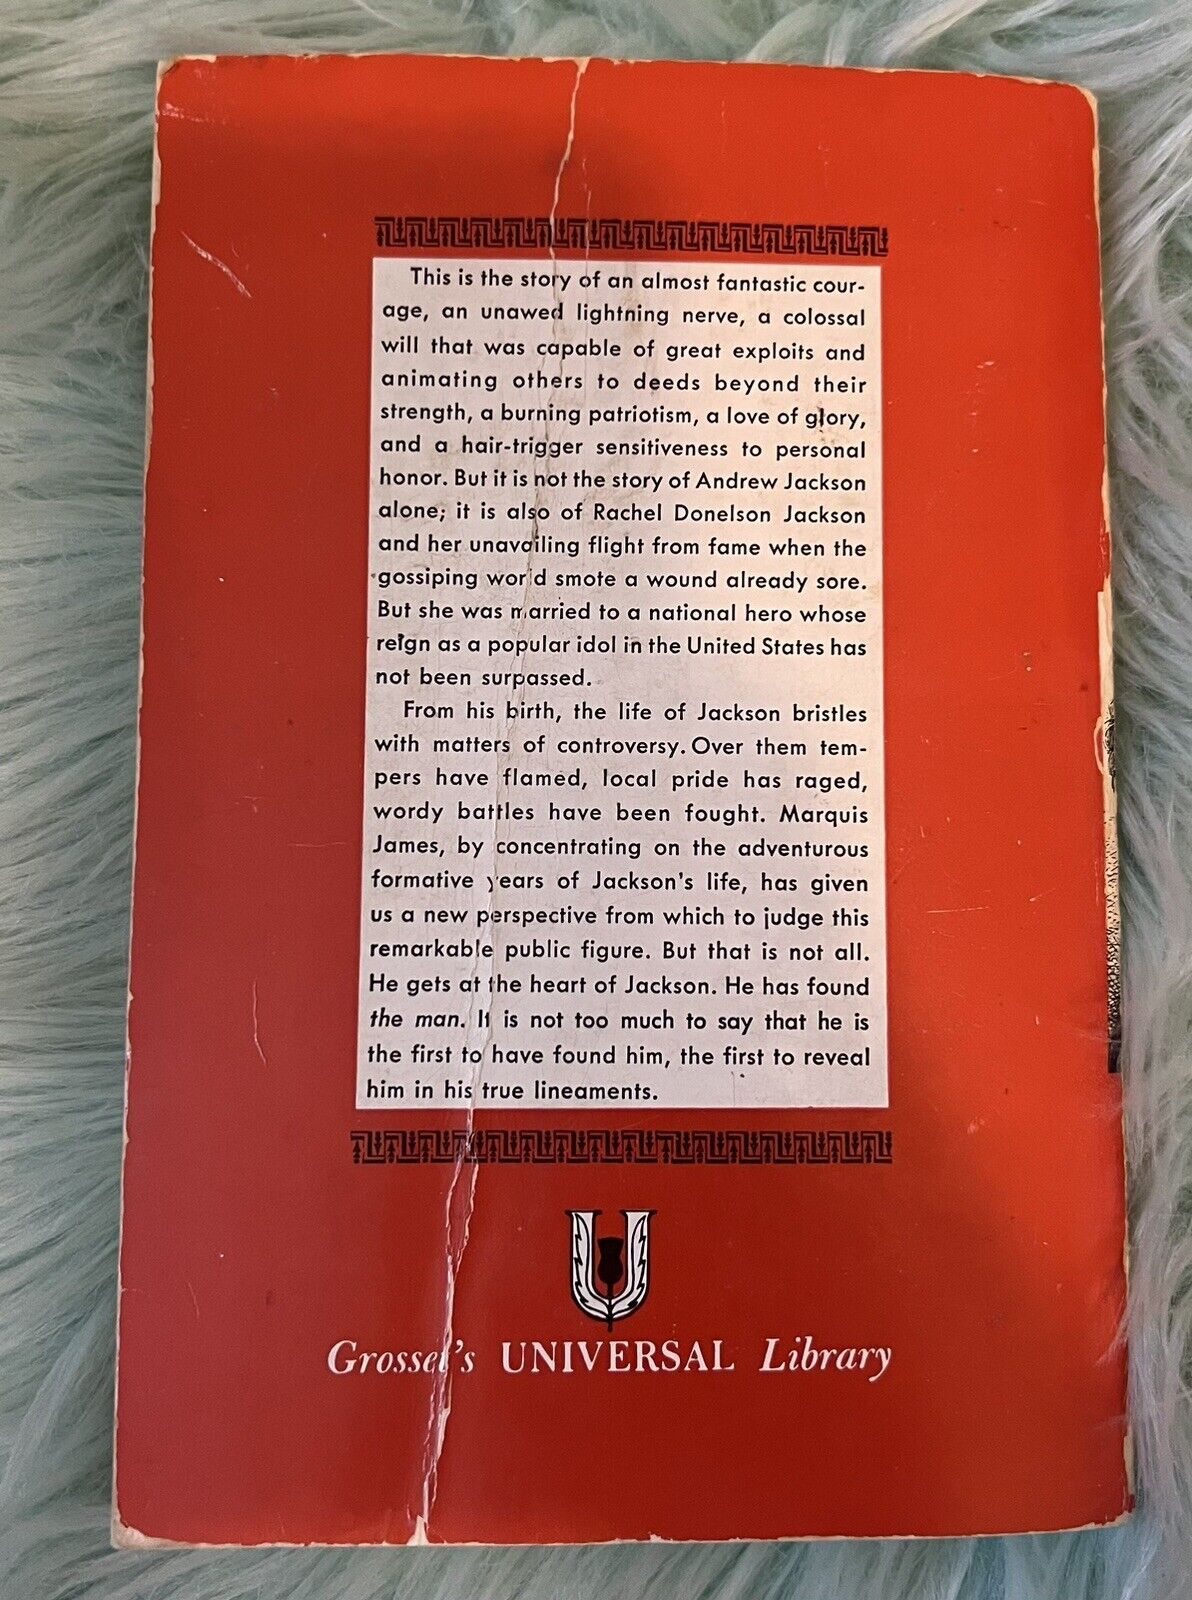 This is the story of an almost fantastic cour-
age, an unawed lightning nerve, a colossal
will that was capable of great exploits and
animating others to deeds beyond their
strength, a burning patriotism, a love of glory,
and a hair-trigger sensitiveness to personal
honor. But it is not the story of Andrew Jackson
alone; it is also of Rachel Donelson Jackson
and her unavailing flight from fame when the
gossiping world smote a wound already sore.
But she was married to a national hero whose
reign as a popular idol in the United States has
not been surpassed.
From his birth, the life of Jackson bristles
with matters of controversy. Over them tem-
pers have flamed, local pride has raged,
wordy battles have been fought. Marquis
James, by concentrating on the adventurous
formative years of Jackson's life, has given
us a new perspective from which to judge this
remarkable public figure. But that is not all.
He gets at the heart of Jackson. He has found
the man. It is not too much to say that he is
the first to have found him, the first to reveal
him in his true lineaments.
U
Grosset's UNIVERSAL Library